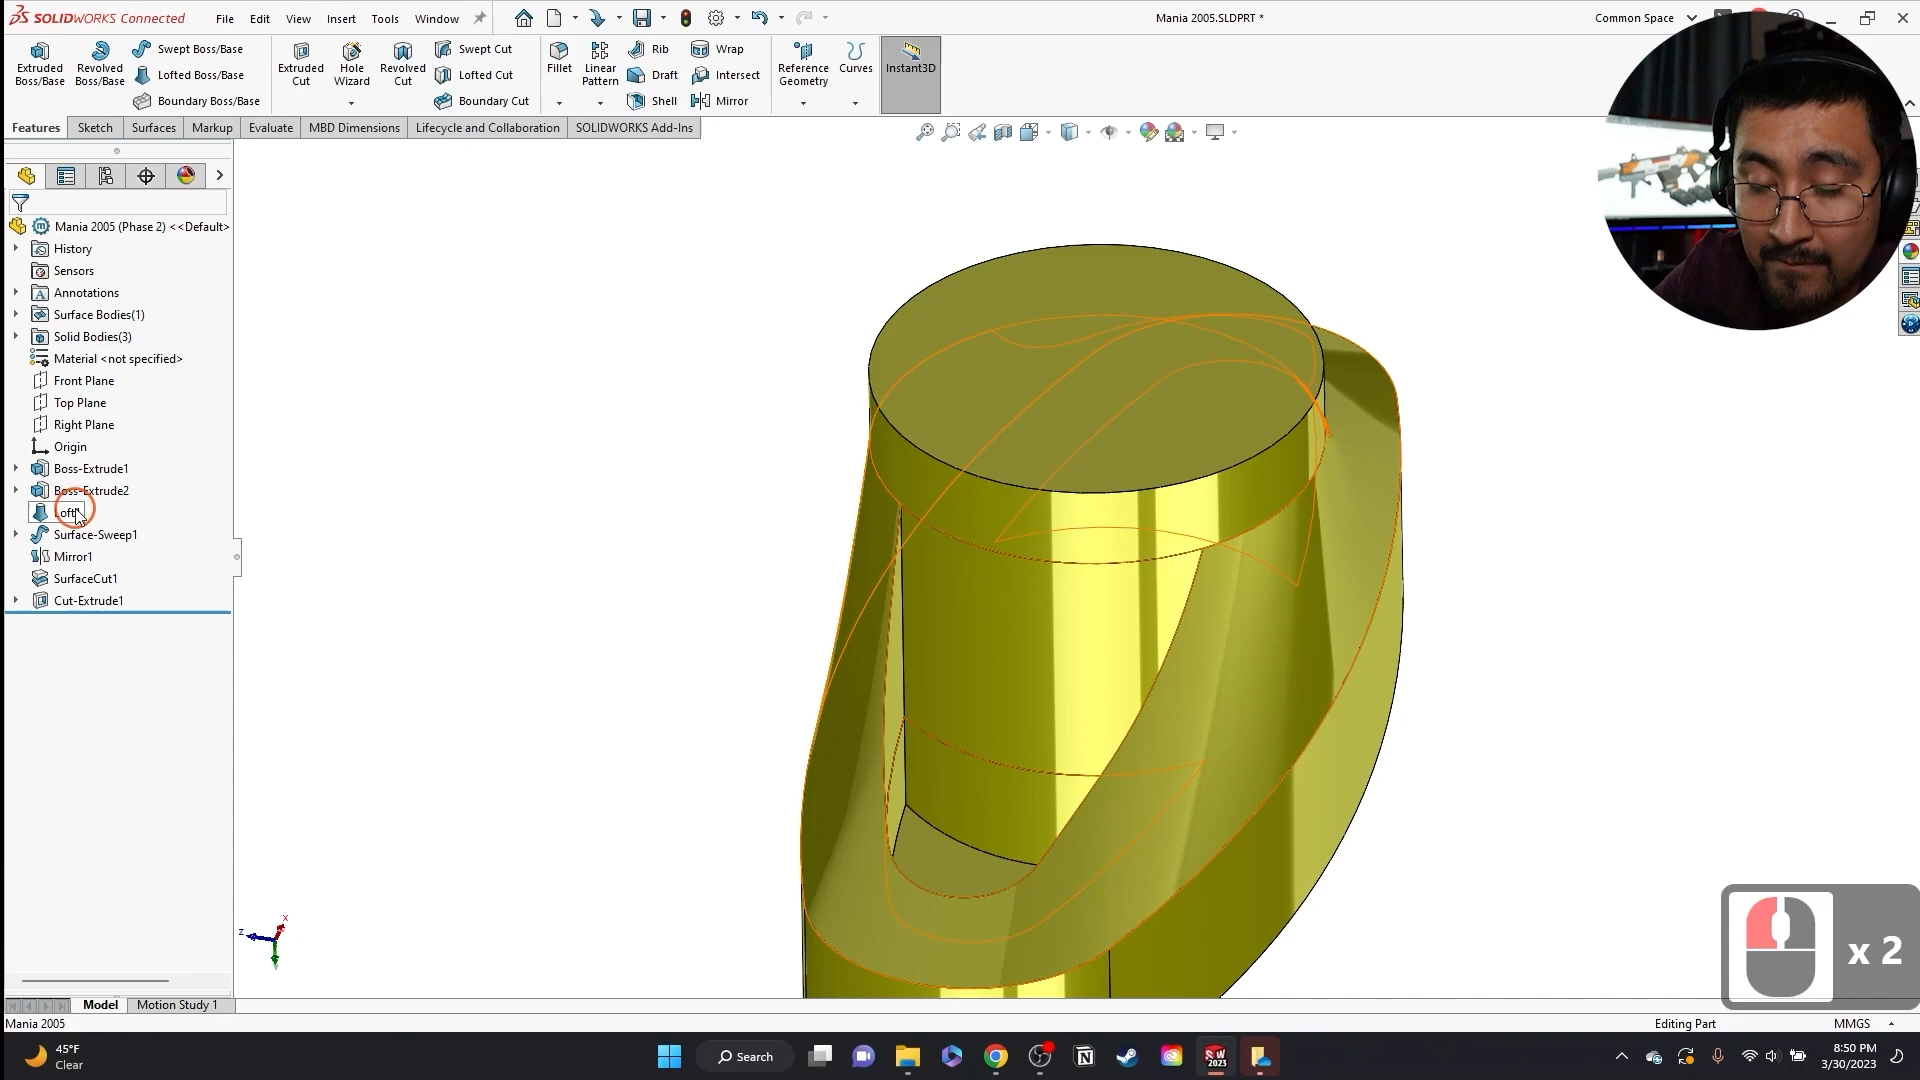 SOLIDWORKS Connected
File Edit View Insert Tools Window
Mania 2005.SLDPRT *
Common Space
Extruded Boss/Base
Revolved Boss/Base
Swept Boss/Base
Lofted Boss/Base
Boundary Boss/Base
Extruded Cut
Hole Wizard
Revolved Cut
Swept Cut
Lofted Cut
Boundary Cut
Fillet
Linear Pattern
Rib
Draft
Shell
Wrap
Intersect
Mirror
Reference Geometry
Curves
Instant3D
Features Sketch Surfaces Markup Evaluate MBD Dimensions Lifecycle and Collaboration SOLIDWORKS Add-Ins
Mania 2005 (Phase 2) <<Default>
History
Sensors
Annotations
Surface Bodies(1)
Solid Bodies(3)
Material <not specified>
Front Plane
Top Plane
Right Plane
Origin
Boss-Extrude1
Boss-Extrude2
Surface-Sweep1
Mirror1
SurfaceCut1
Cut-Extrude1
x
z
x 2
Model Motion Study 1
Mania 2005
Editing Part
MMGS
45°F
Clear
Search
SW
2023
8:50 PM
3/30/2023